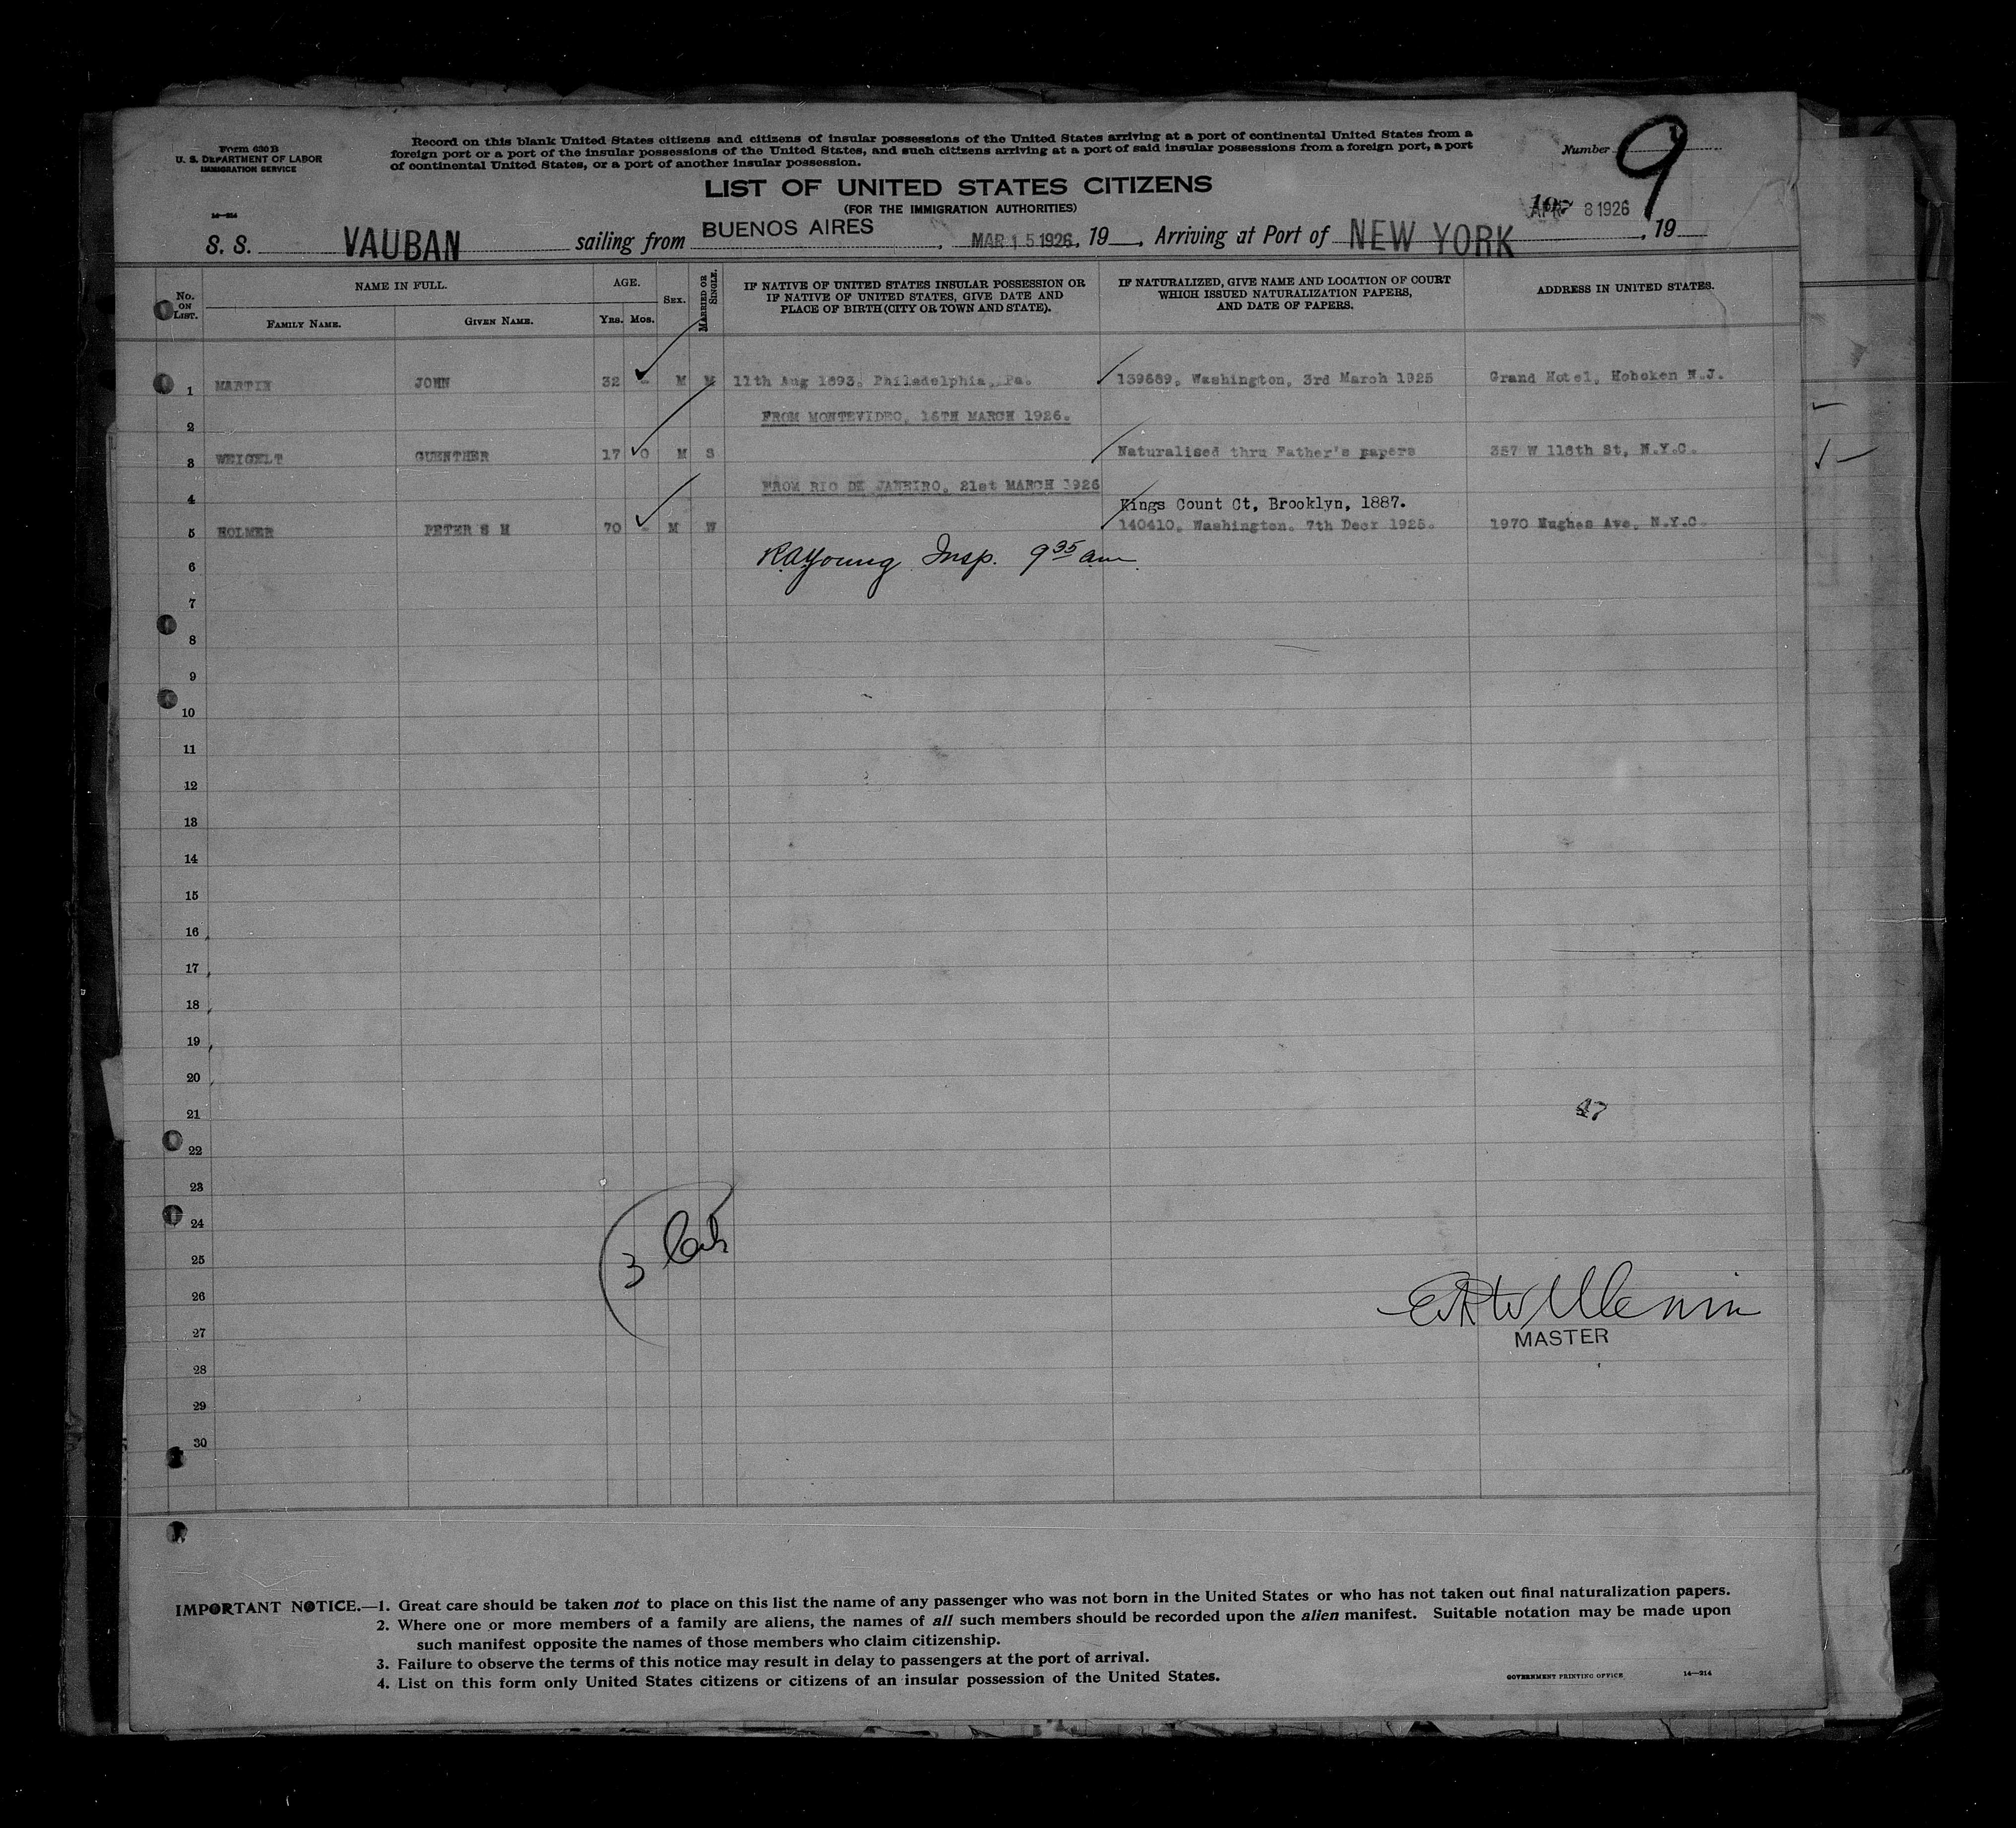 Form 630 B
U. S. DEPARTMENT OF LABOR
IMMIGRATION SERVICE
14—214
Record on this blank United States citizens and citizens of insular possessions of the United States arriving at a port of continental United States from a
foreign port or a port of the insular possessions of the United States, and such citizens arriving at a port of said insular possessions from a foreign port, a port
of continental United States, or a port of another insular possession.
Number 9
LIST OF UNITED STATES CITIZENS
(FOR THE IMMIGRATION AUTHORITIES)
APR 8 1926
S. S. VAUBAN sailing from BUENOS AIRES, MAR 15 1926, 19 , Arriving at Port of NEW YORK, 19
No. ON LIST.
NAME IN FULL.
FAMILY NAME. GIVEN NAME.
AGE.
Yrs. Mos.
SEX.
MARRIED OR SINGLE.
IF NATIVE OF UNITED STATES INSULAR POSSESSION OR
IF NATIVE OF UNITED STATES, GIVE DATE AND
PLACE OF BIRTH (CITY OR TOWN AND STATE).
IF NATURALIZED, GIVE NAME AND LOCATION OF COURT
WHICH ISSUED NATURALIZATION PAPERS,
AND DATE OF PAPERS.
ADDRESS IN UNITED STATES.
1 MARTIN JOHN 32 - M M 11th Aug 1893. Philadelphia, Pa. 139689, Washington, 3rd March 1925 Grand Hotel, Hoboken N.J.
2 FROM MONTEVIDEO, 16TH MARCH 1926.
3 WEIGELT GUENTHER 17 0 M S Naturalised thru Father's papers 357 W 116th St, N.Y.C.
4 FROM RIO DE JANEIRO, 21st MARCH 1926
Kings Count Ct, Brooklyn, 1887.
5 HOLMER PETER S H 70 - M W 140410, Washington. 7th Decr 1925. 1970 Hughes Ave, N.Y.C.
6 RAYoung Insp. 9 35 am
7
8
9
10
11
12
13
14
15
16
17
18
19
20
21 47
22
23
24
25 3
26
27 MASTER
28
29
30
IMPORTANT NOTICE.—1. Great care should be taken not to place on this list the name of any passenger who was not born in the United States or who has not taken out final naturalization papers.
2. Where one or more members of a family are aliens, the names of all such members should be recorded upon the alien manifest. Suitable notation may be made upon
such manifest opposite the names of those members who claim citizenship.
3. Failure to observe the terms of this notice may result in delay to passengers at the port of arrival.
4. List on this form only United States citizens or citizens of an insular possession of the United States.
GOVERNMENT PRINTING OFFICE 14—214